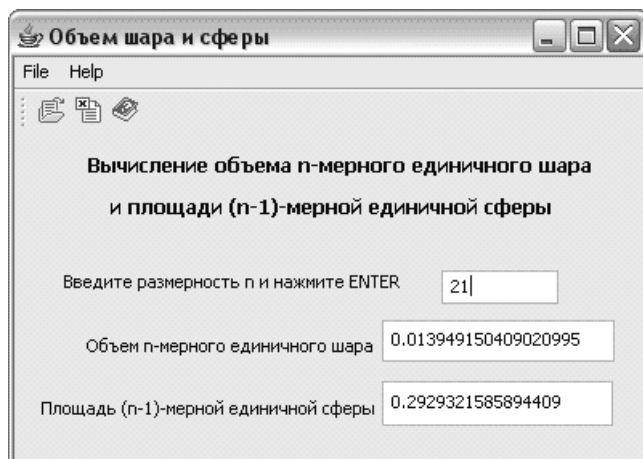 Объем шара и сферы
File Help
Вычисление объема n-мерного единичного шара
и площади (n-1)-мерной единичной сферы
Введите размерность n и нажмите ENTER 21
Объем n-мерного единичного шара 0.013949150409020995
Площадь (n-1)-мерной единичной сферы 0.2929321585894409